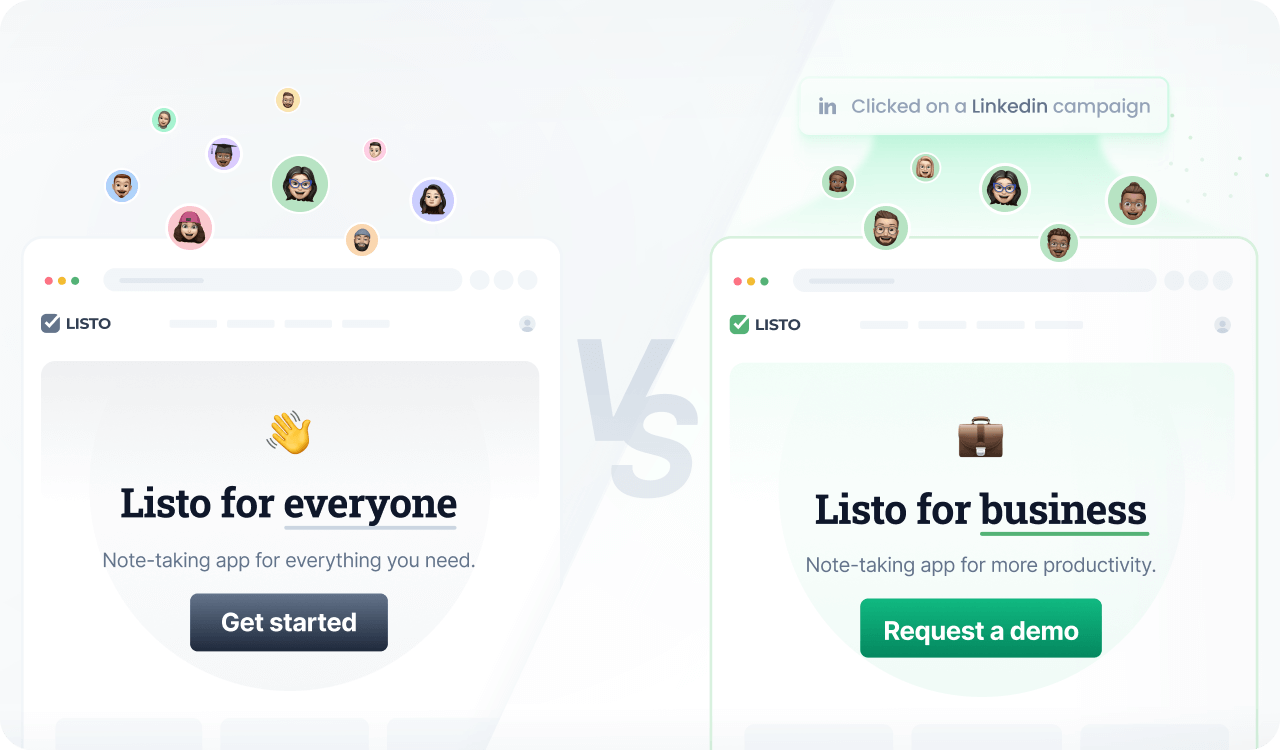 in Clicked on a Linkedin campaign
LISTO
Listo for everyone
Note-taking app for everything you need.
Get started
VS
LISTO
Listo for business
Note-taking app for more productivity.
Request a demo